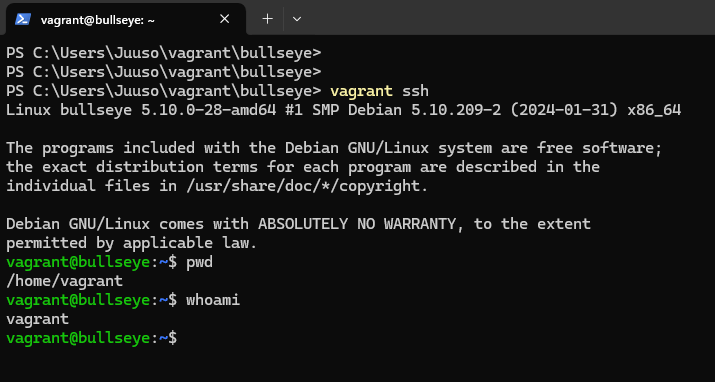 vagrant@bullseye: ~
PS C:\Users\Juuso\vagrant\bullseye>
PS C:\Users\Juuso\vagrant\bullseye>
PS C:\Users\Juuso\vagrant\bullseye> vagrant ssh
Linux bullseye 5.10.0-28-amd64 #1 SMP Debian 5.10.209-2 (2024-01-31) x86_64

The programs included with the Debian GNU/Linux system are free software;
the exact distribution terms for each program are described in the
individual files in /usr/share/doc/*/copyright.

Debian GNU/Linux comes with ABSOLUTELY NO WARRANTY, to the extent
permitted by applicable law.
vagrant@bullseye:~$ pwd
/home/vagrant
vagrant@bullseye:~$ whoami
vagrant
vagrant@bullseye:~$